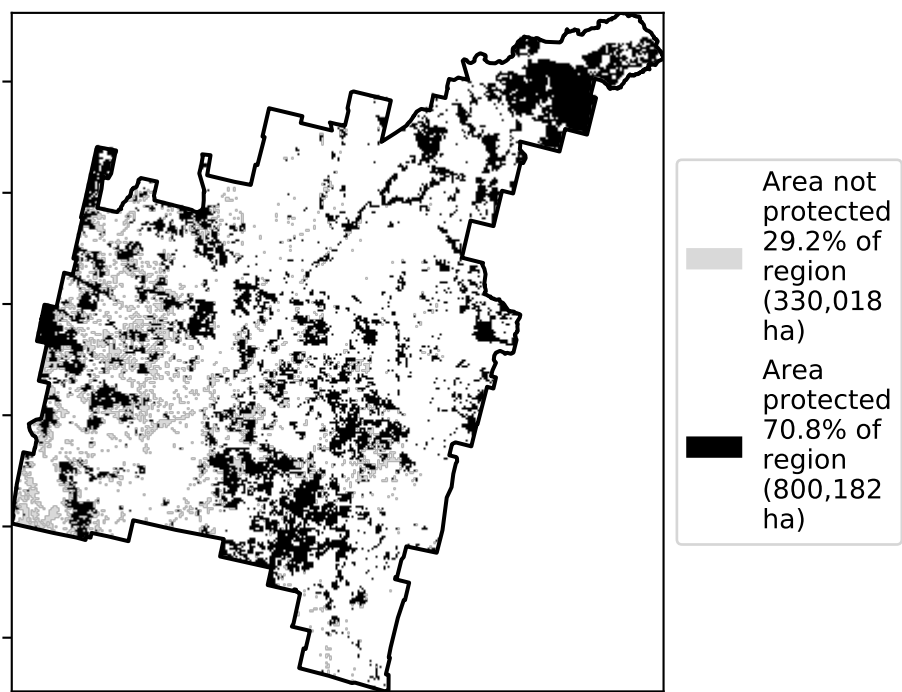 Area not
protected
29.2% of
region
(330,018
ha)
Area
protected
70.8% of
region
(800,182
ha)